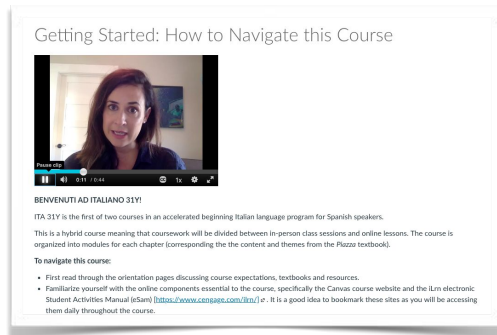 Getting Started: How to Navigate this Course
Pause clip
0:11 / 0:44
1x
BENVENUTI AD ITALIANO 31Y!
ITA 31Y is the first of two courses in an accelerated beginning Italian language program for Spanish speakers.
This is a hybrid course meaning that coursework will be divided between in-person class sessions and online lessons. The course is
organized into modules for each chapter (corresponding the the content and themes from the Piazza textbook).
To navigate this course:
• First read through the orientation pages discussing course expectations, textbooks and resources.
• Familiarize yourself with the online components essential to the course, specifically the Canvas course website and the iLrn electronic
Student Activities Manual (eSam) [https://www.cengage.com/ilrn/] . It is a good idea to bookmark these sites as you will be accessing
them daily throughout the course.